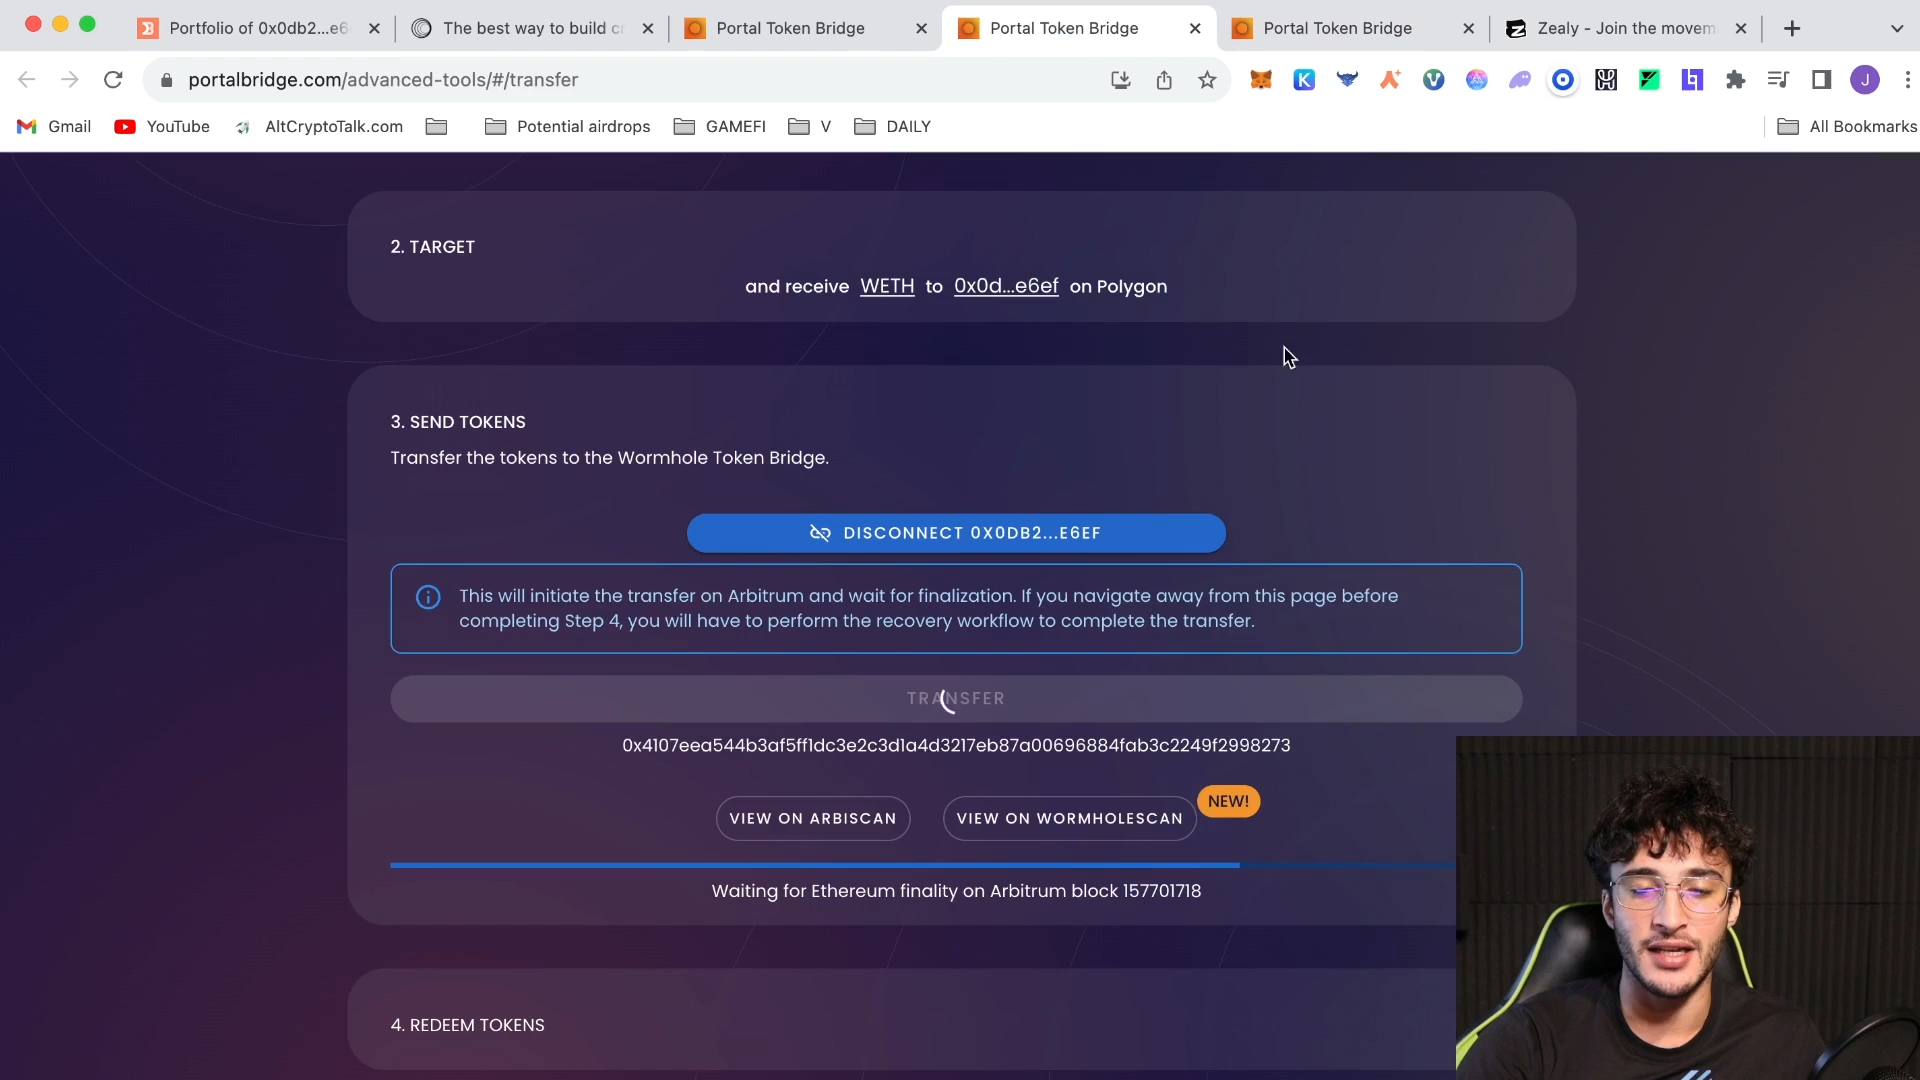 Portfolio of 0x0db2...e6
The best way to build c
Portal Token Bridge
Portal Token Bridge
Portal Token Bridge
Zealy - Join the movem
portalbridge.com/advanced-tools/#/transfer
J
Gmail
YouTube
AltCryptoTalk.com
Potential airdrops
GAMEFI
V
DAILY
All Bookmarks
2. TARGET
and receive WETH to 0x0d...e6ef on Polygon
3. SEND TOKENS
Transfer the tokens to the Wormhole Token Bridge.
DISCONNECT 0X0DB2...E6EF
This will initiate the transfer on Arbitrum and wait for finalization. If you navigate away from this page before
completing Step 4, you will have to perform the recovery workflow to complete the transfer.
TRANSFER
0x4107eea544b3af5ff1dc3e2c3d1a4d3217eb87a00696884fab3c2249f2998273
VIEW ON ARBISCAN
VIEW ON WORMHOLESCAN
NEW!
Waiting for Ethereum finality on Arbitrum block 157701718
4. REDEEM TOKENS